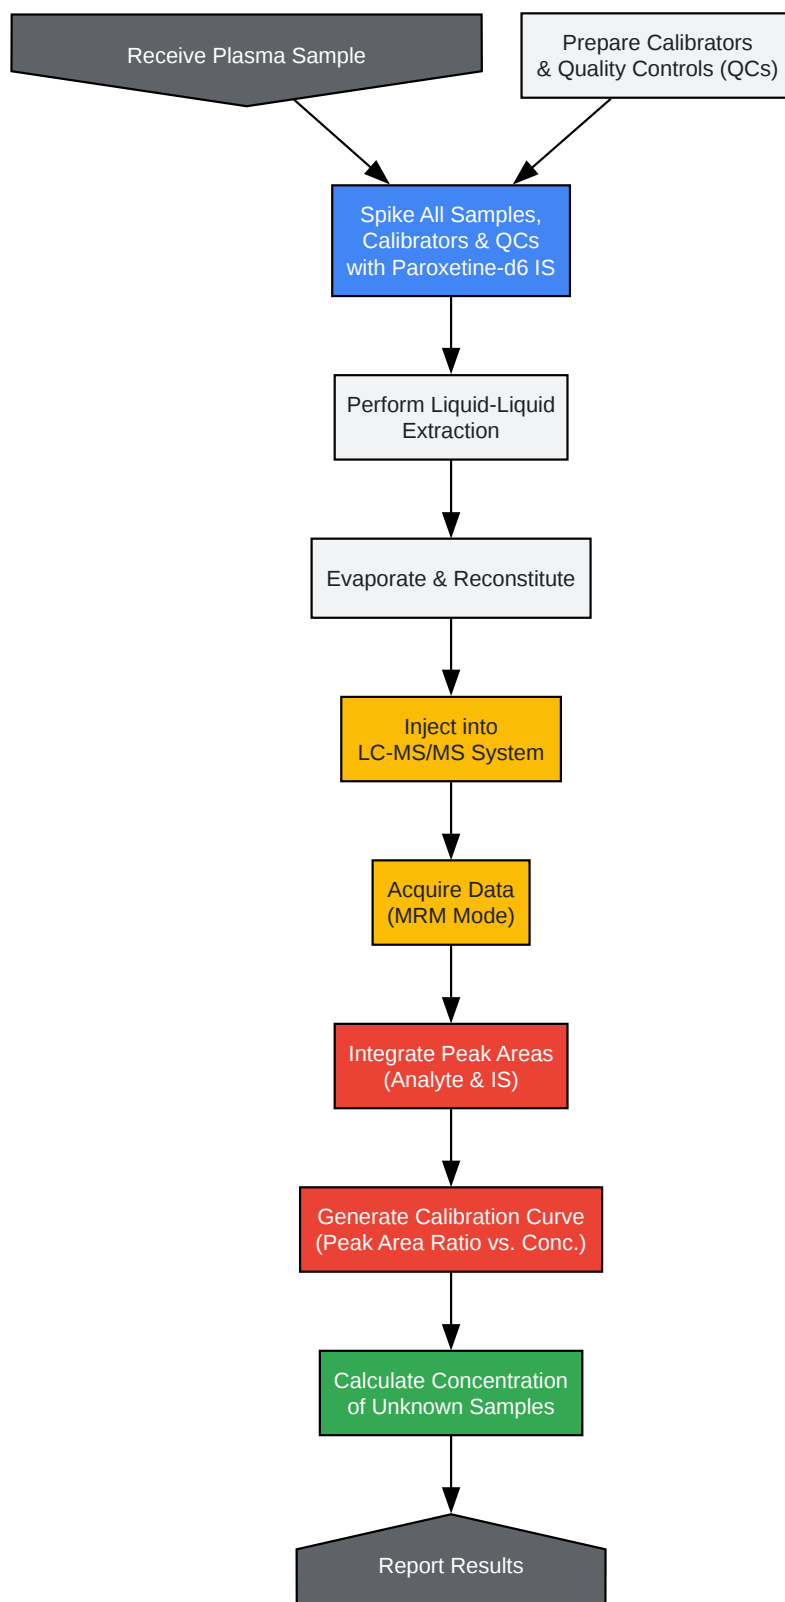 Receive Plasma Sample
Prepare Calibrators
& Quality Controls (QCs)
Spike All Samples,
Calibrators & QCs
with Paroxetine-d6 IS
Perform Liquid-Liquid
Extraction
Evaporate & Reconstitute
Inject into
LC-MS/MS System
Acquire Data
(MRM Mode)
Integrate Peak Areas
(Analyte & IS)
Generate Calibration Curve
(Peak Area Ratio vs. Conc.)
Calculate Concentration
of Unknown Samples
Report Results